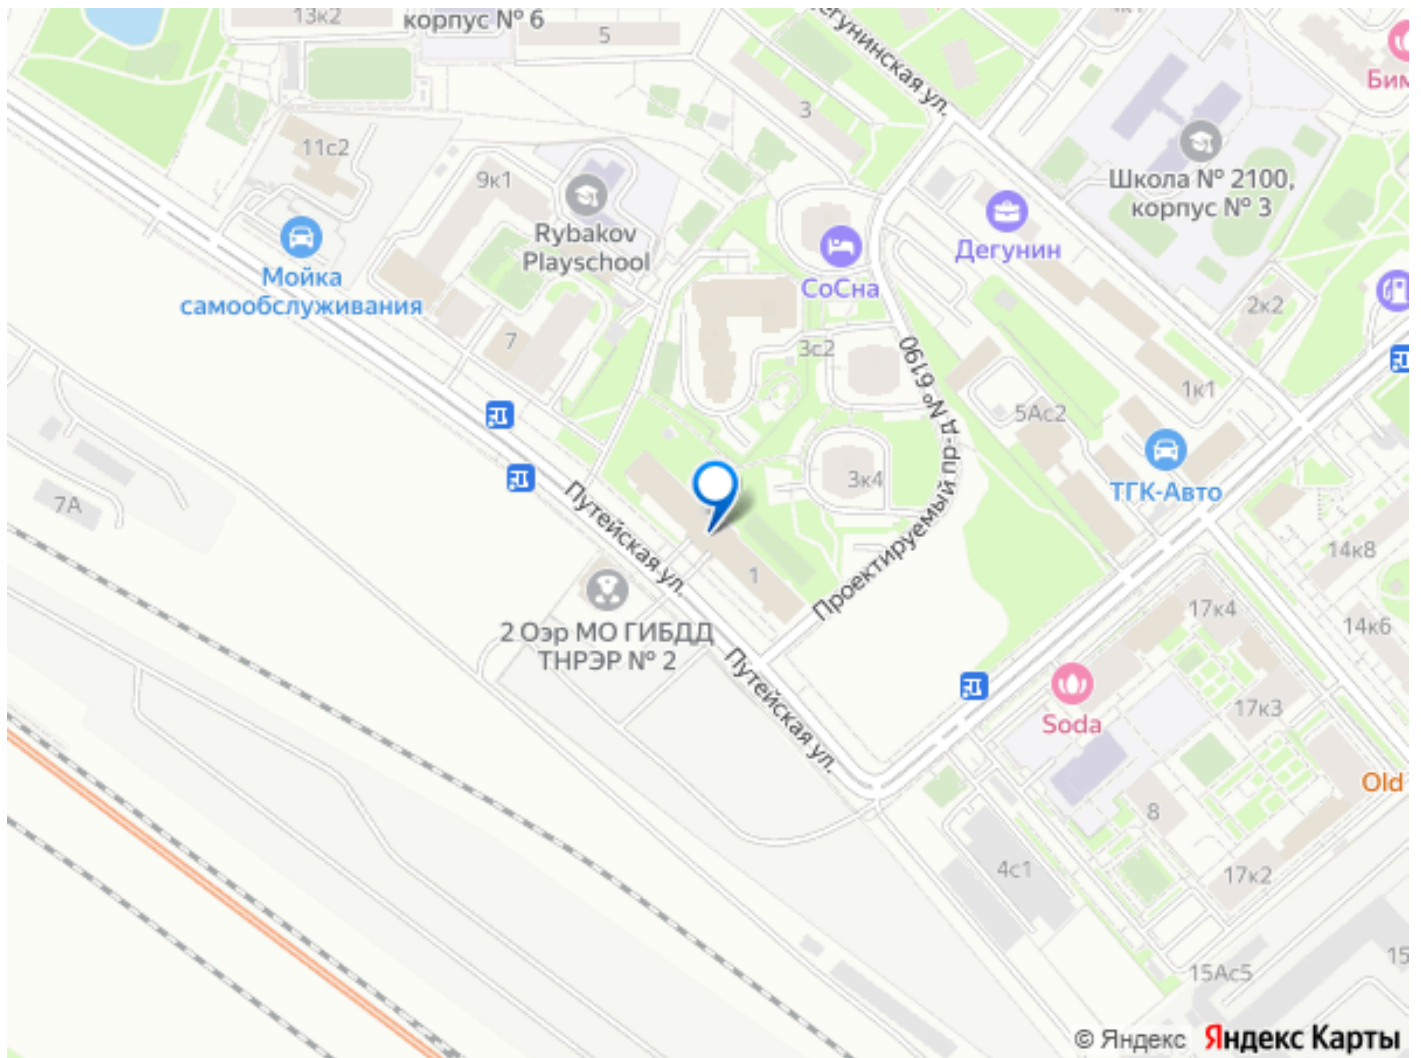 13к2
корпус № 6
5
Дегунинская ул.
3
11с2
9к1
Rybakov
Playschool
Школа № 2100,
корпус № 3
Бим
Дегунин
СоСна
Мойка
самообслуживания
2к2
7
3с2
1к1
5Ас2
Проектируемый пр-д № 6190
3к4
ТГК-Авто
7А
Путейская ул.
14к8
1
17к4
14к6
2 Оэр МО ГИБДД
ТНРЭР № 2
Путейская ул.
Soda
17к3
Old
8
4с1
17к2
15Ас5
15
© Яндекс Яндекс Карты